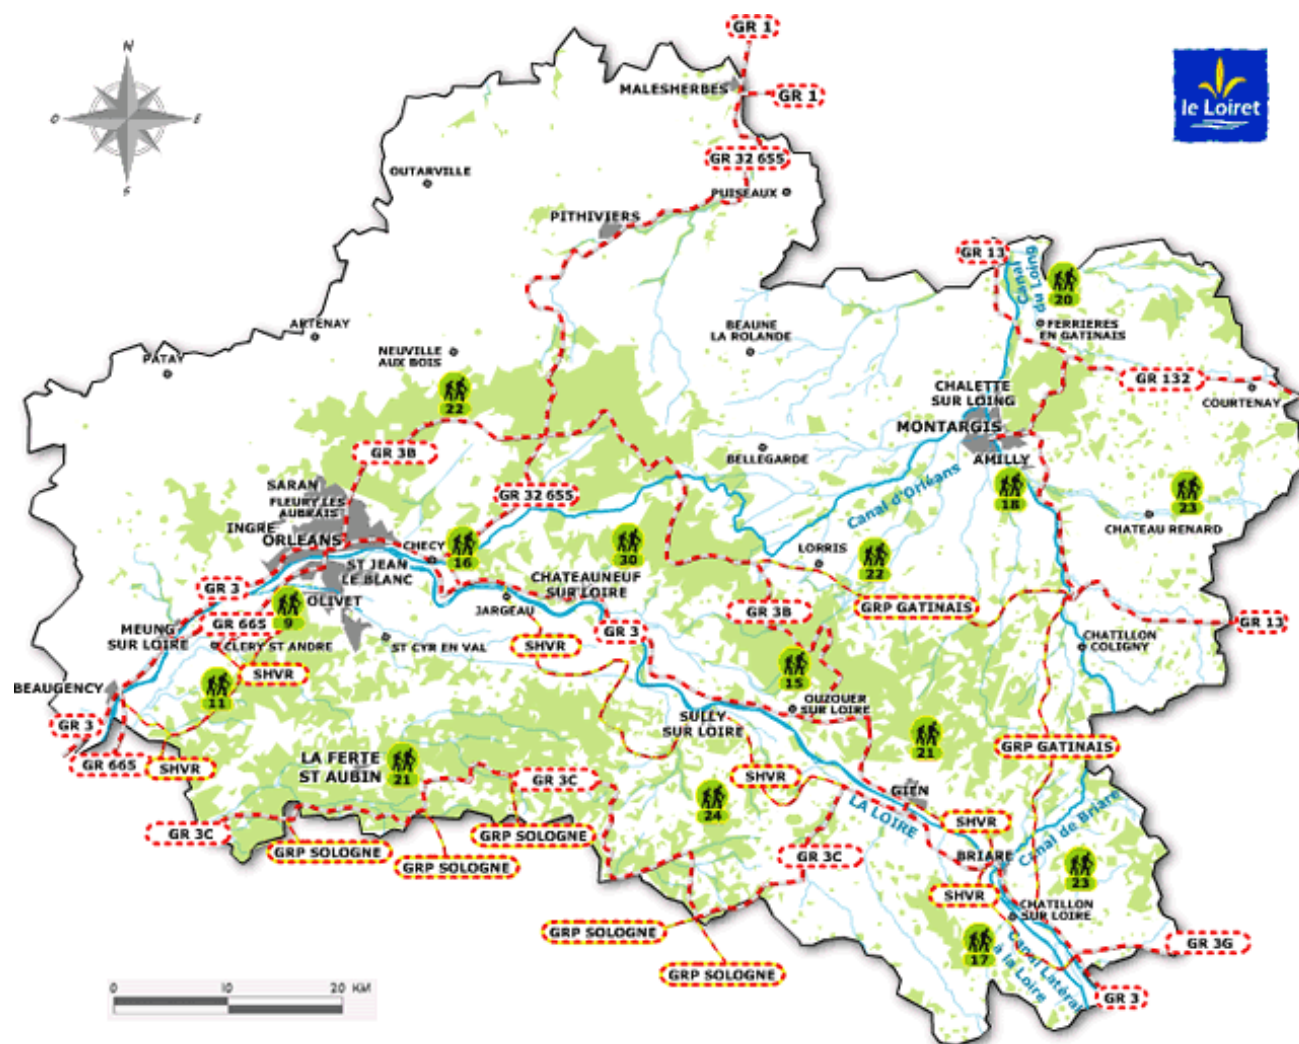 GR 1
N
MALESHERBES
GR 1
le Loiret
O
E
GR 32 655
OUTARVILLE
S
PUISEAUX
PITHIVIERS
GR 13
Canal
du Loing
20
ARTENAY
BEAUNE
LA ROLANDE
FERRIERES
EN GATINAIS
PATAY
NEUVILLE
AUX BOIS
GR 132
22
CHALETTE
SUR LOING
COURTENAY
MONTARGIS
GR 3B
BELLEGARDE
AMILLY
SARAN
GR 32 655
Canal d'Orléans
18
23
FLEURY LES
AUBRAIS
CHATEAU RENARD
INGRE
ORLEANS
CHECY
16
30
LORRIS
22
ST JEAN
LE BLANC
CHATEAUNEUF
SUR LOIRE
GR 3
OLIVET
JARGEAU
GR 3B
GRP GATINAIS
GR 665
9
GR 3
GR 13
MEUNG
SUR LOIRE
CLERY ST ANDRE
ST CYR EN VAL
SHVR
CHATILLON
COLIGNY
SHVR
15
BEAUGENCY
11
OUZOUER
SUR LOIRE
GR 3
SULLY
SUR LOIRE
21
GRP GATINAIS
GR 665
SHVR
LA FERTE
ST AUBIN
21
GR 3C
SHVR
GIEN
24
LA LOIRE
SHVR
GR 3C
GRP SOLOGNE
GRP SOLOGNE
GRP SOLOGNE
GR 3C
BRIARE
Canal de Briare
23
SHVR
CHATILLON
SUR LOIRE
GRP SOLOGNE
17
GR 3G
GRP SOLOGNE
Canal Latéral
à la Loire
GR 3
0
10
20 KM